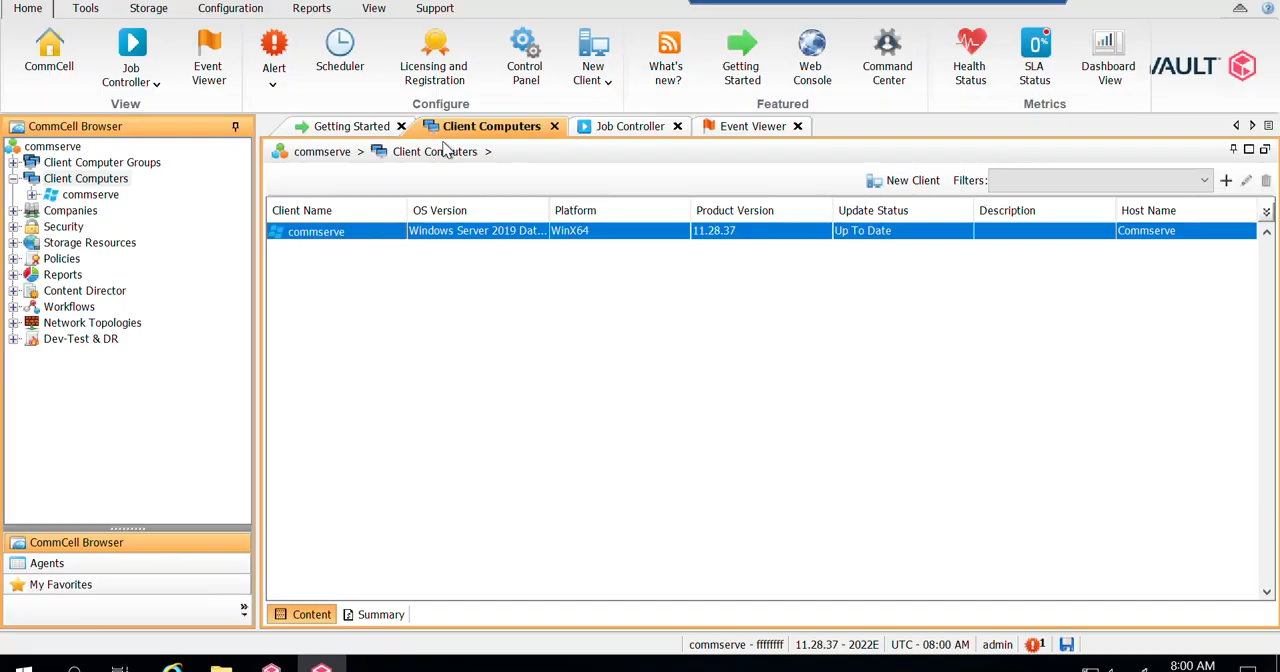 Home Tools Storage Configuration Reports View Support
CommCell Job Controller Event Viewer Alert Scheduler Licensing and Registration Control Panel New Client What's new? Getting Started Web Console Command Center Health Status 0% SLA Status Dashboard View VAULT
View Configure Featured Metrics
CommCell Browser
commserve
Client Computer Groups
Client Computers
commserve
Companies
Security
Storage Resources
Policies
Reports
Content Director
Workflows
Network Topologies
Dev-Test & DR
CommCell Browser
Agents
My Favorites
Getting Started Client Computers Job Controller Event Viewer
commserve > Client Computers >
New Client Filters:
Client Name OS Version Platform Product Version Update Status Description Host Name
commserve Windows Server 2019 Dat... WinX64 11.28.37 Up To Date Commserve
Content Summary
commserve - ffffffff 11.28.37 - 2022E UTC - 08:00 AM admin 1
8:00 AM